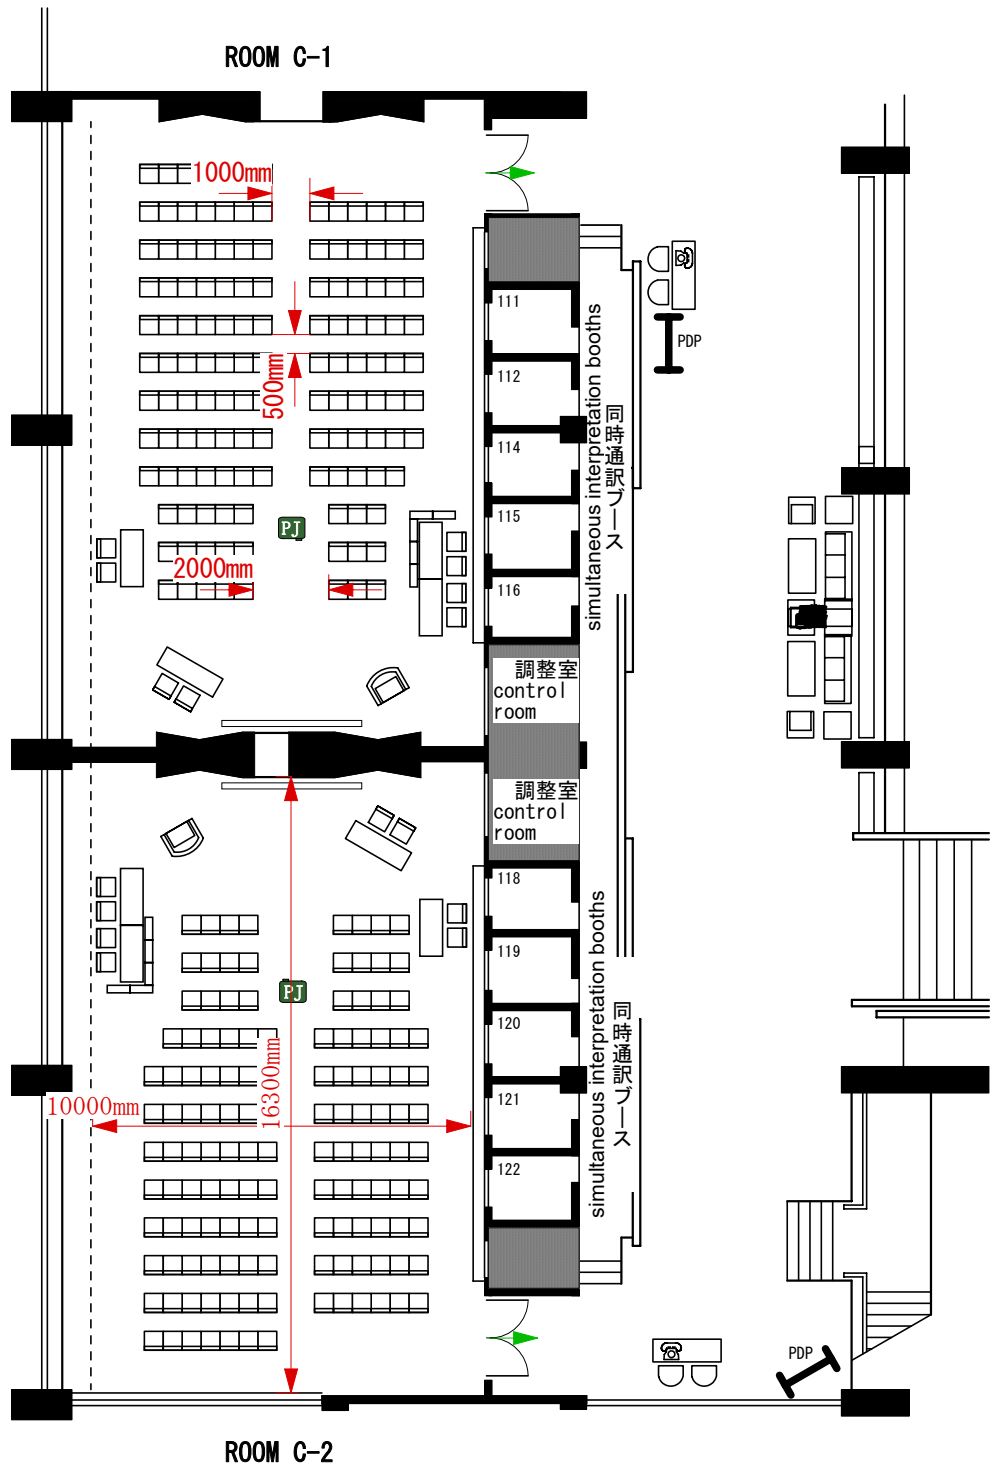 ROOM C-1
1000mm
111
PDP
simultaneous interpretation booths
同時通訳ブース
500mm
112
114
PJ
115
2000mm
116
調整室
control
room
調整室
control
room
118
simultaneous interpretation booths
同時通訳ブース
119
PJ
120
16300mm
10000mm
121
122
PDP
ROOM C-2